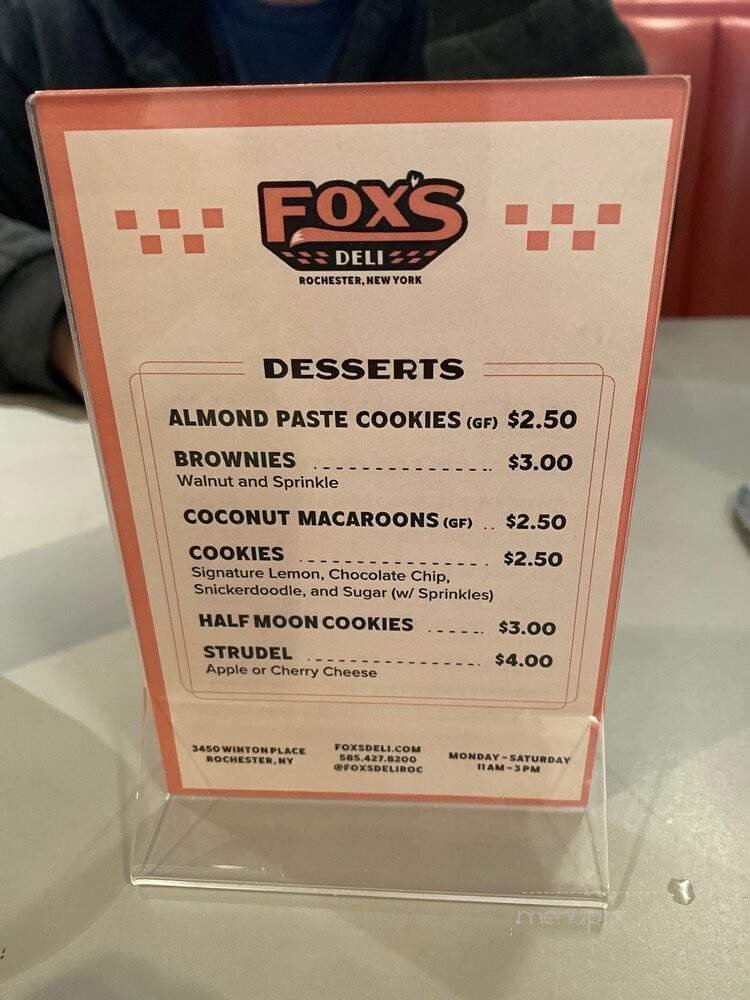 FOX'S
DELI
ROCHESTER, NEW YORK
DESSERTS
ALMOND PASTE COOKIES (GF) $2.50
BROWNIES $3.00
Walnut and Sprinkle
COCONUT MACAROONS (GF) $2.50
COOKIES $2.50
Signature Lemon, Chocolate Chip,
Snickerdoodle, and Sugar (w/ Sprinkles)
HALF MOON COOKIES $3.00
STRUDEL $4.00
Apple or Cherry Cheese
3450 WINTON PLACE
ROCHESTER, NY
FOXSDELI.COM
585.427.8200
@FOXSDELIROC
MONDAY - SATURDAY
11AM - 3PM